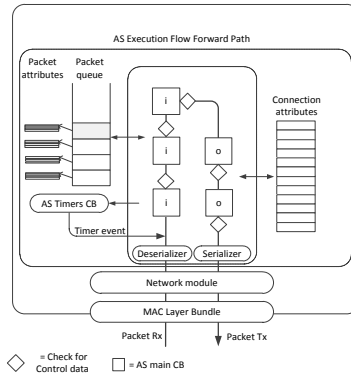 AS Execution Flow Forward Path
Packet
attributes
Packet
queue
Connection
attributes
i
i
i
o
o
AS Timers CB
Timer event
Deserializer
Serializer
Network module
MAC Layer Bundle
Packet Rx
Packet Tx
= Check for
Control data
= AS main CB